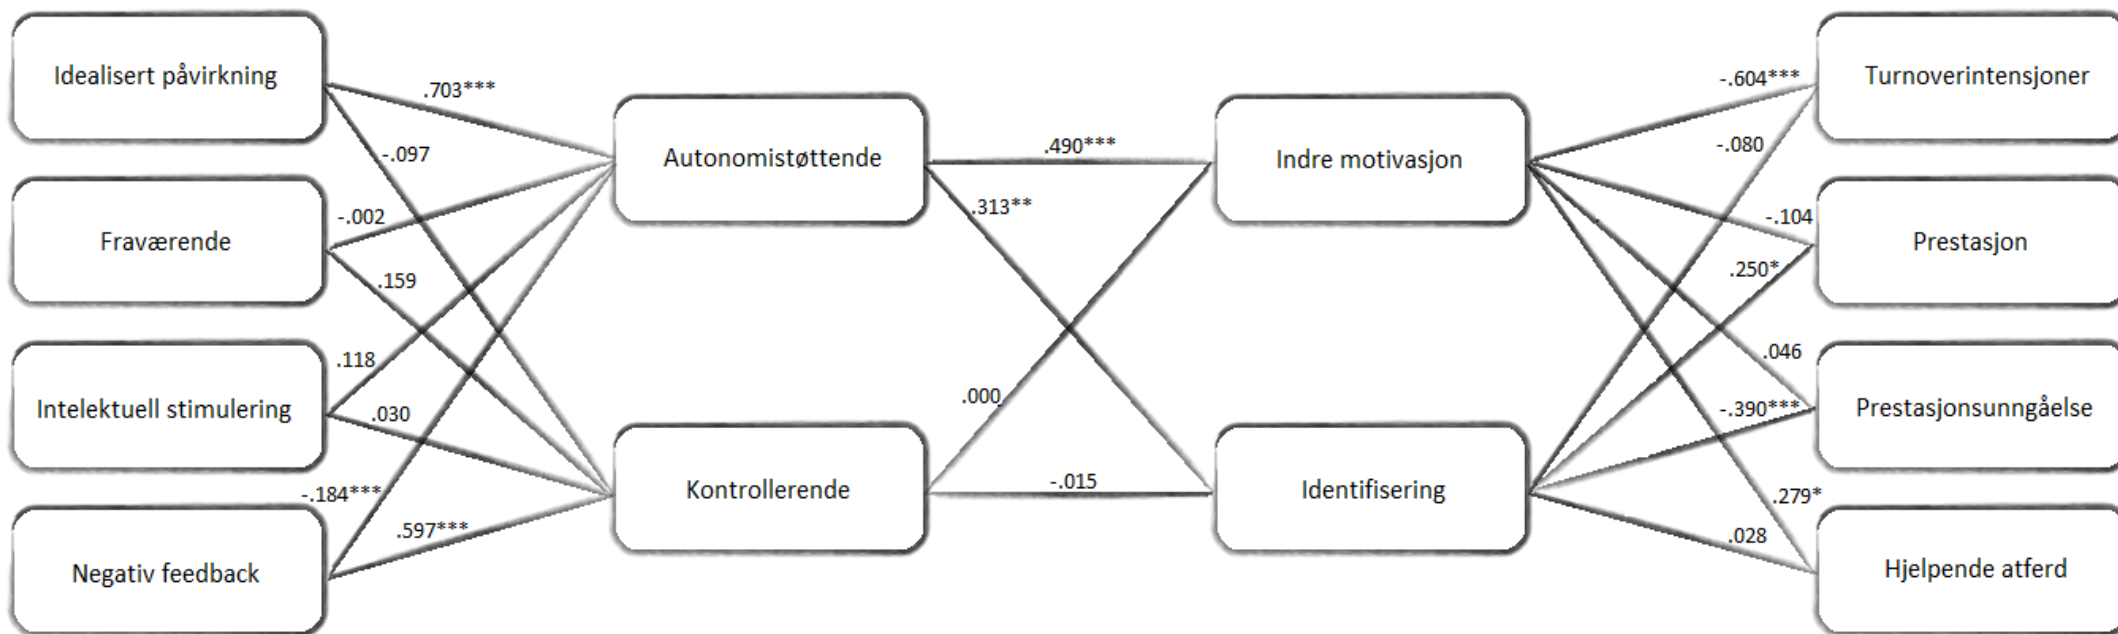 Idealisert påvirkning
Fraværende
Intelektuell stimulering
Negativ feedback
.703***
-.097
-.002
.159
.118
.030
-.184***
.597***
Autonomistøttende
Kontrollerende
.490***
.313**
.000
-.015
Indre motivasjon
Identifisering
-.604***
-.080
-.104
.250*
.046
-.390***
.279*
.028
Turnoverintensjoner
Prestasjon
Prestasjonsunngåelse
Hjelpende atferd